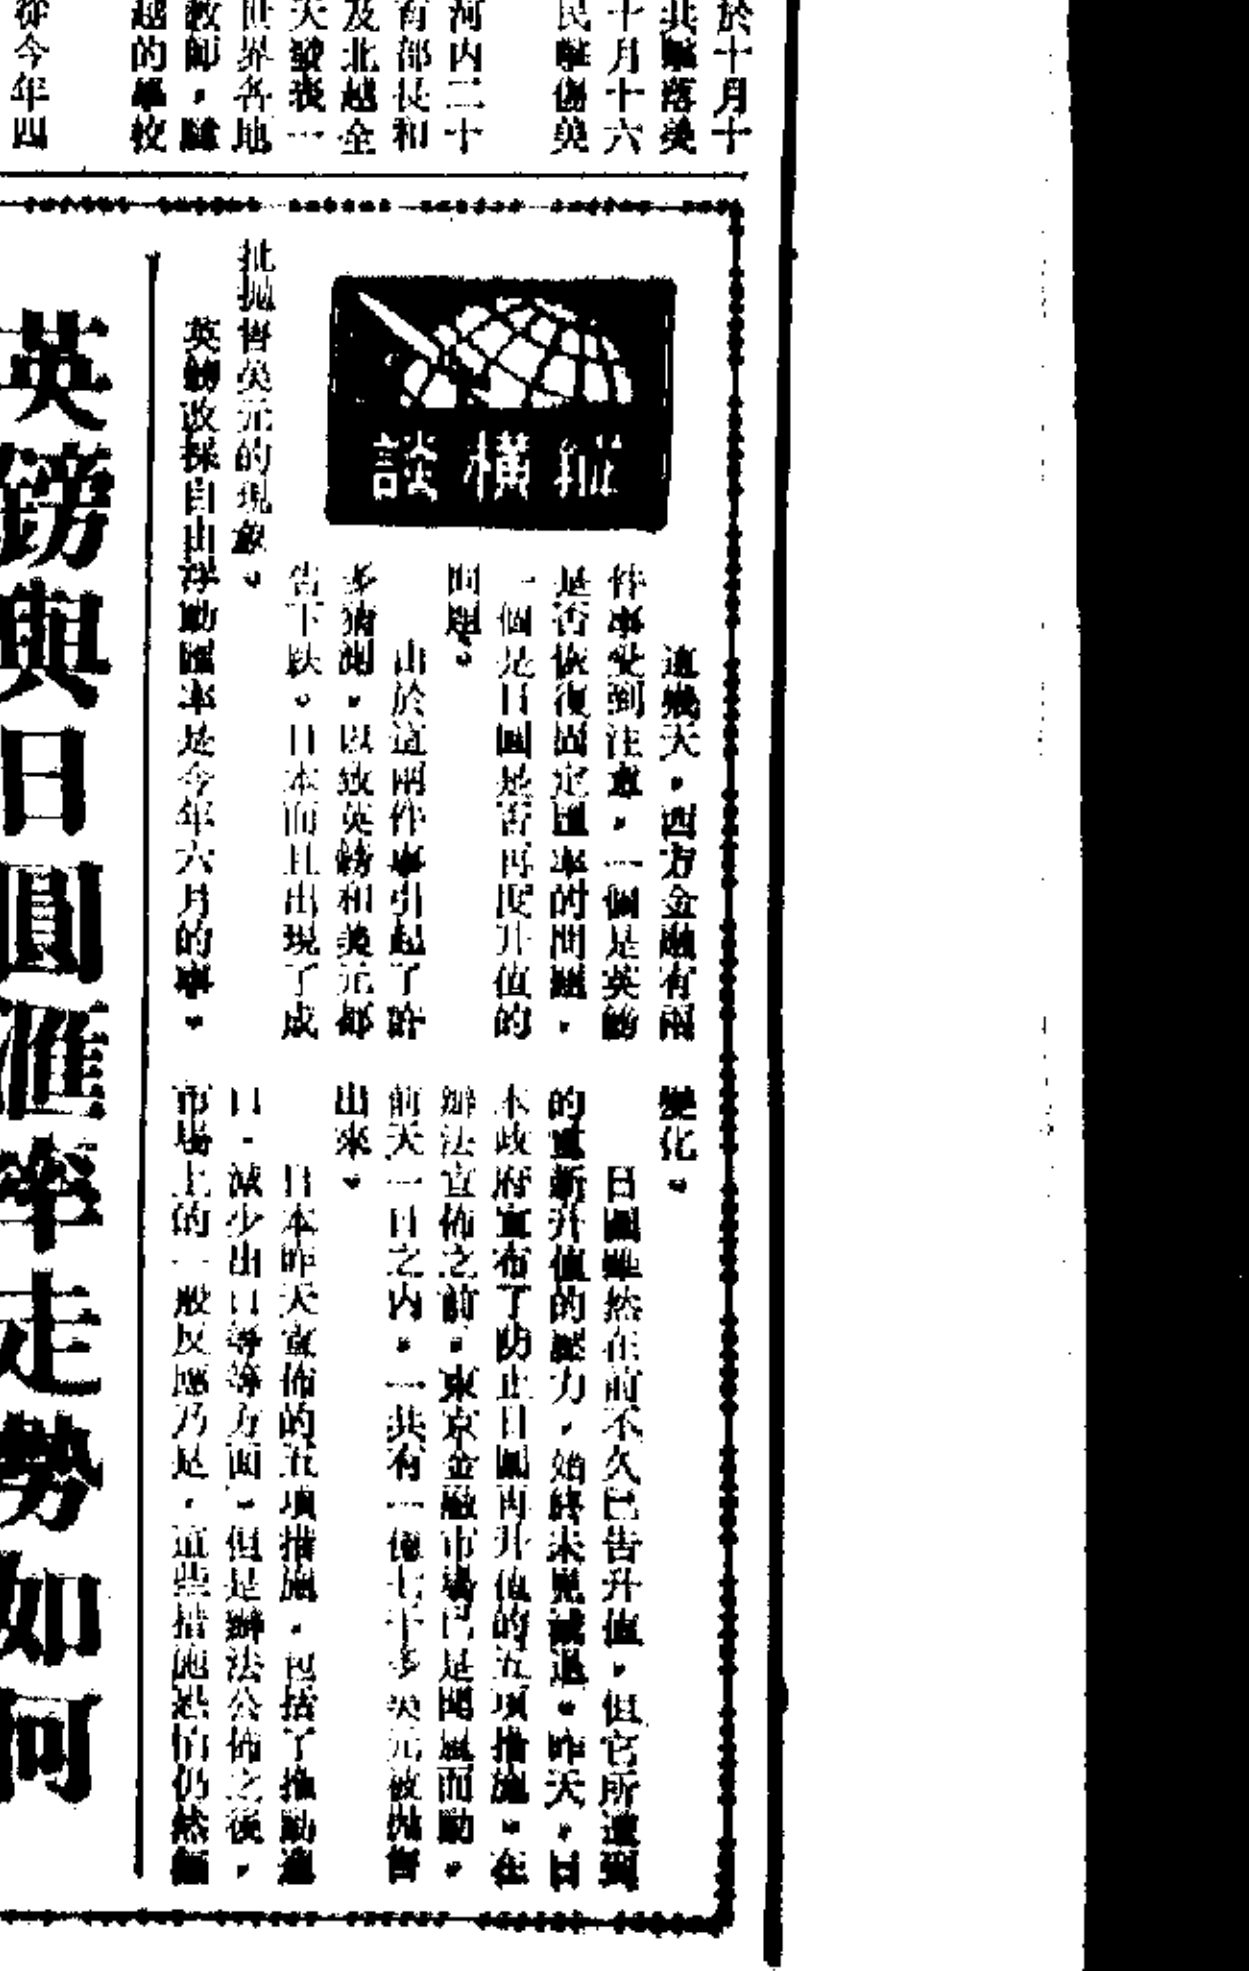 於十月十
共擊落美
十月十六
民擊傷美
河內二十
育部長和
及北越全
天發表一
世界各地
教師，
越的學校
今年四
縱橫談
這幾天，西方金融有兩
件事受到注意，一個是英鎊
是否恢復固定匯率的問題，
一個是日圓是否再度升值的
問題。
由於這兩件事引起了許
多猜測，以致英鎊和美元都
告下跌。日本而且出現了成
批拋售美元的現象。
英鎊改採自由浮動匯率是今年六月的事。
變化。
日圓雖然在前不久已告升值，但它所遭到
的重新升值的壓力，始終未見減退。昨天，日
本政府宣布了防止日圓再升值的五項措施。在
辦法宣佈之前，東京金融市場已是聞風而動。
前天一日之內，一共有一億七千多美元被拋售
出來。
日本昨天宣佈的五項措施，包括了推動進
口，減少出口等等方面。但是辦法公佈之後，
市場上的一般反應乃是，這些措施恐怕仍然
英鎊與日圓匯率走勢如何